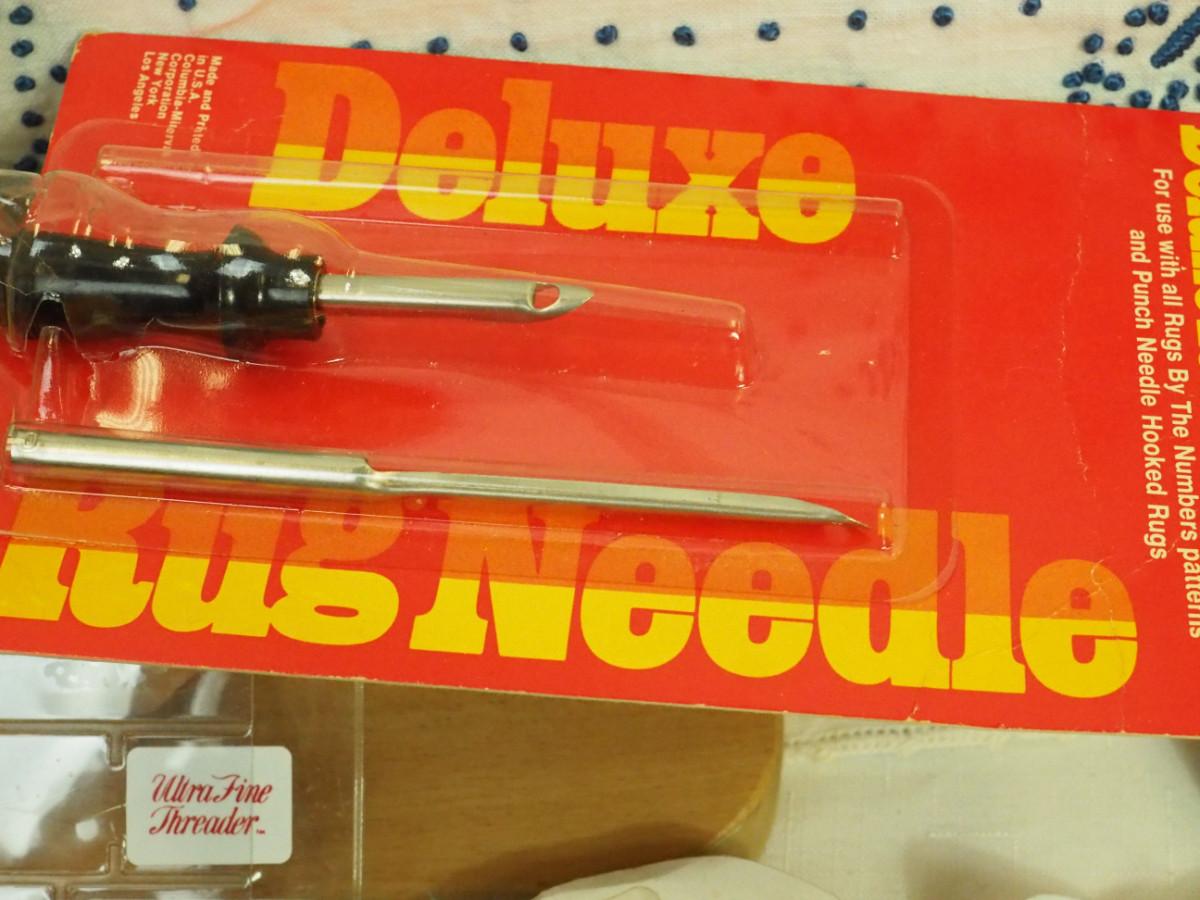 Made and Printed
in U.S.A.
Columbia-Minerva
Corporation
New York
Los Angeles
Deluxe
Rug Needle
For use with all Rugs By The Numbers patterns
and Punch Needle Hooked Rugs
Ultra Fine
Threader™